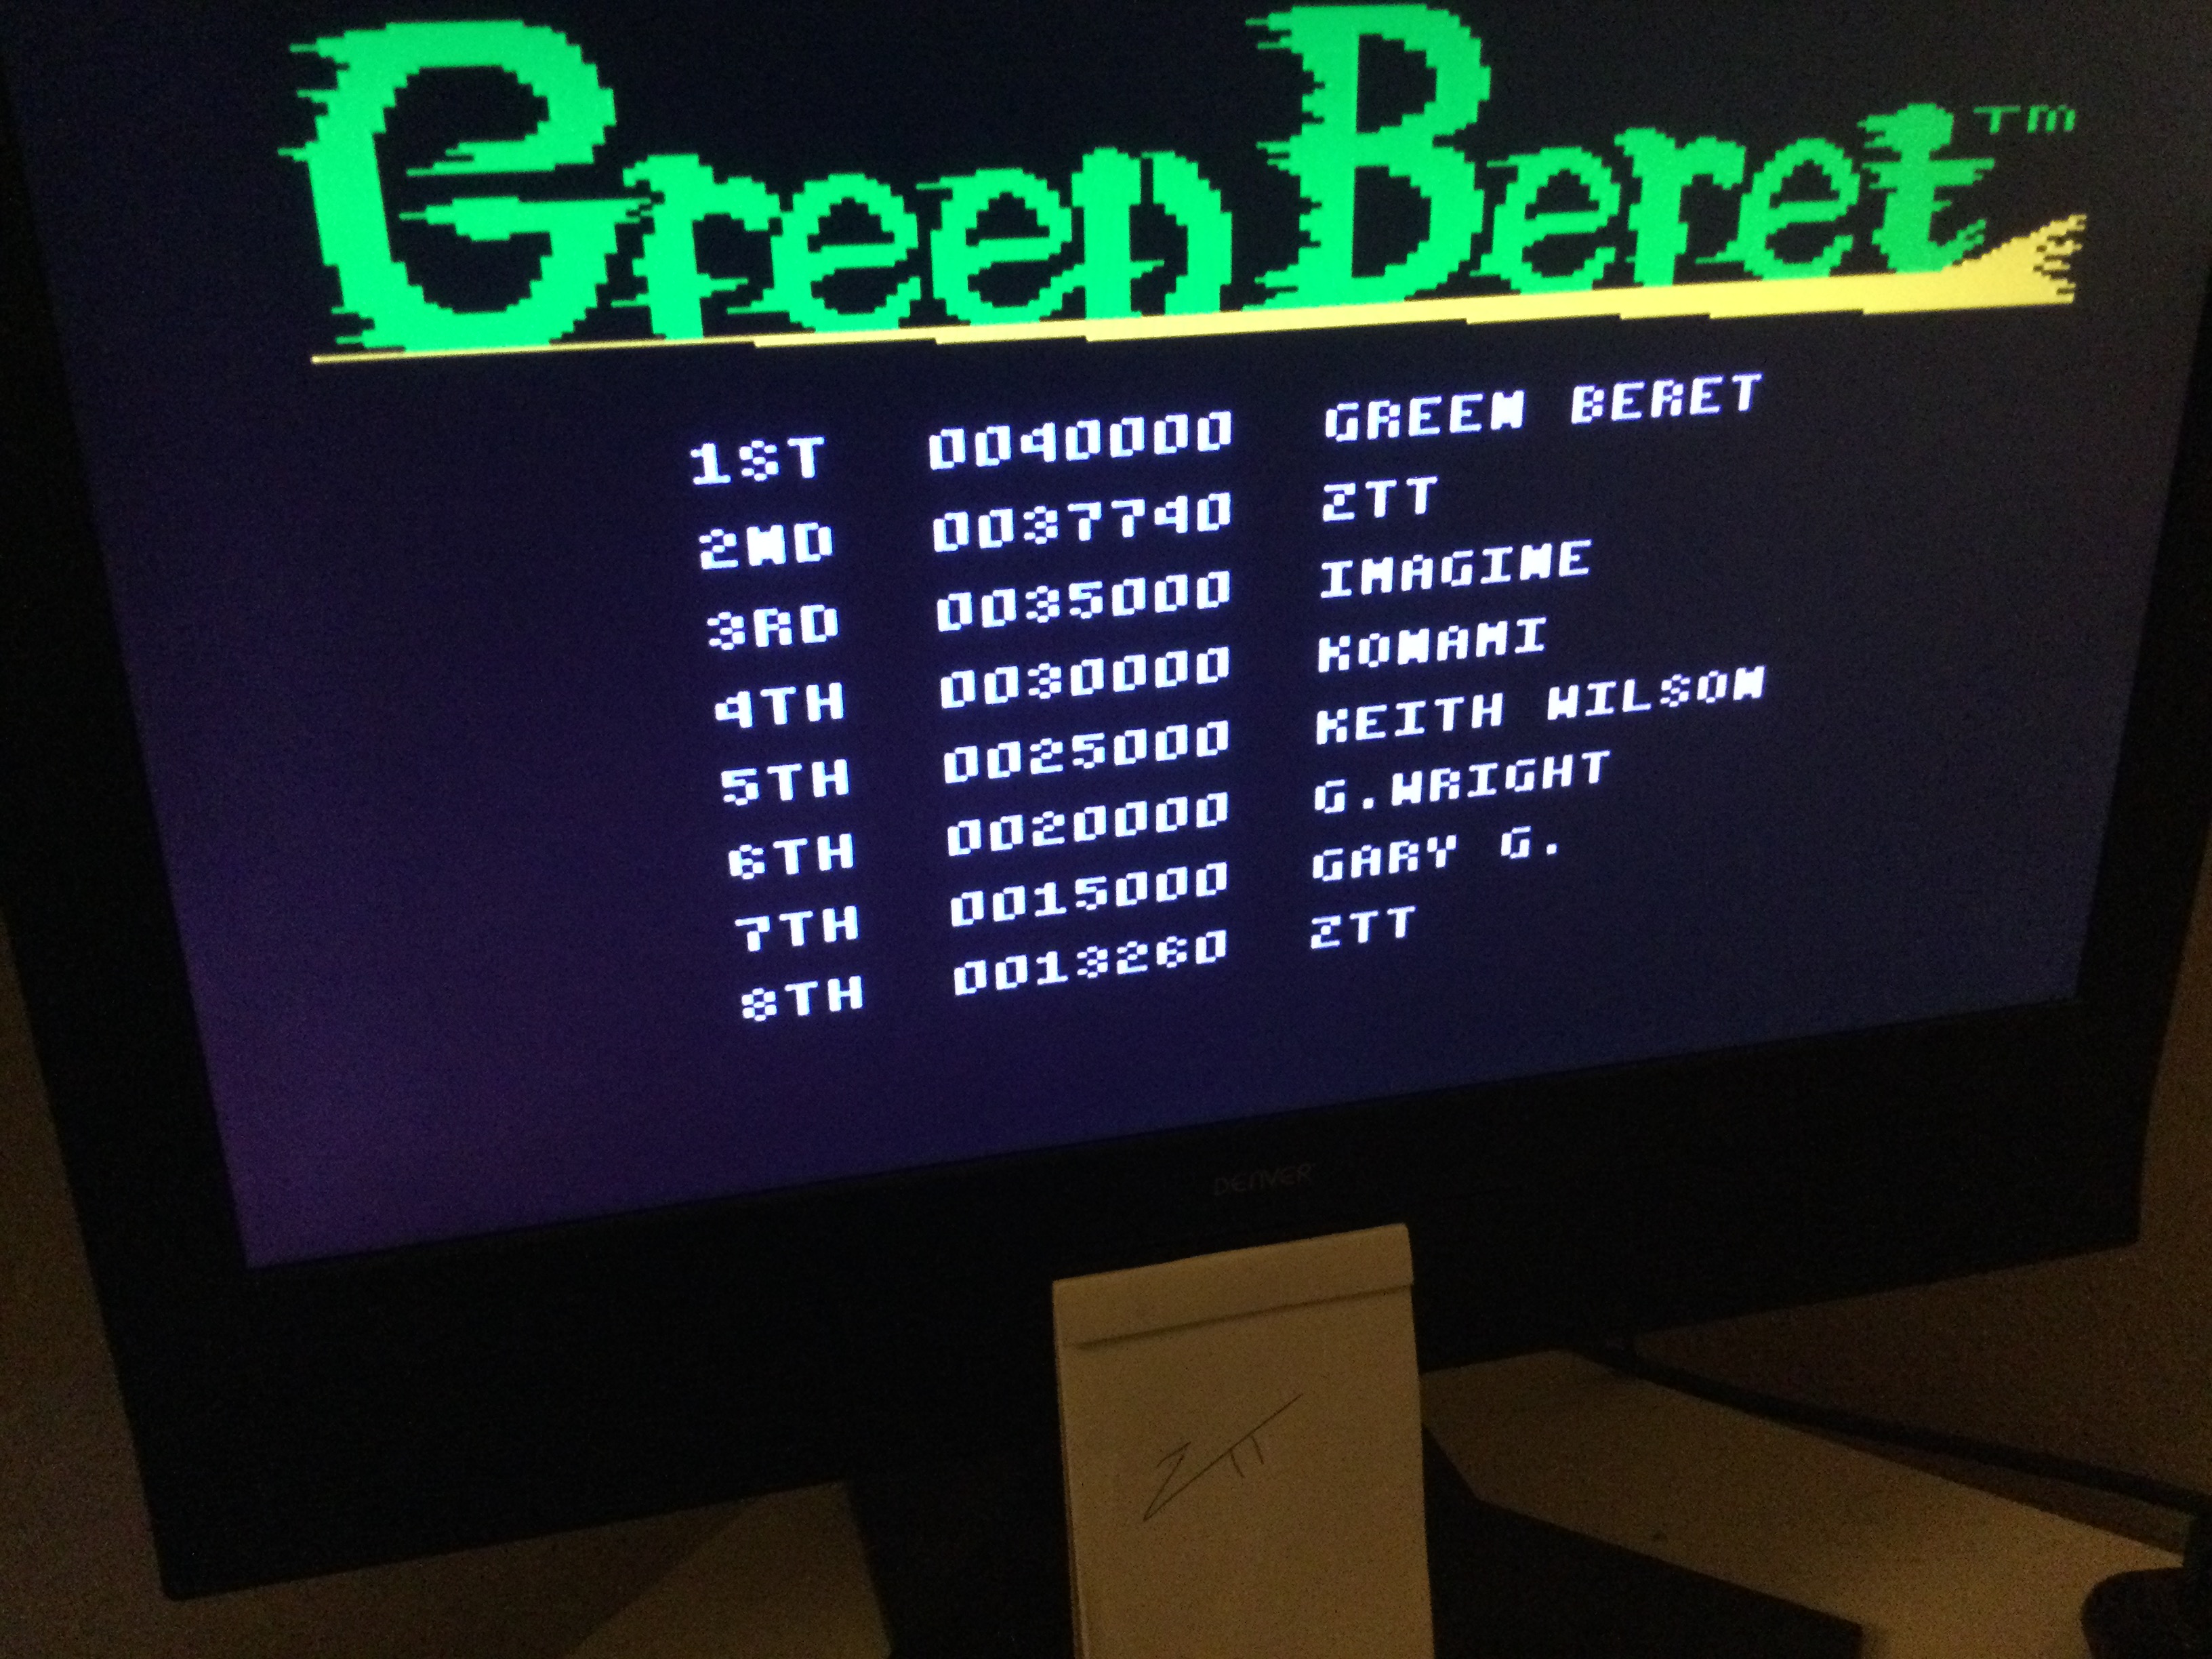 Green Beret™
1ST 0040000 GREEN BERET
2ND 0037740 ZTT
3RD 0035000 IMAGINE
4TH 0030000 KONAMI
5TH 0025000 KEITH WILSON
6TH 0020000 G.WRIGHT
7TH 0015000 GARY G.
8TH 0013260 ZTT
DENVER
ZTT